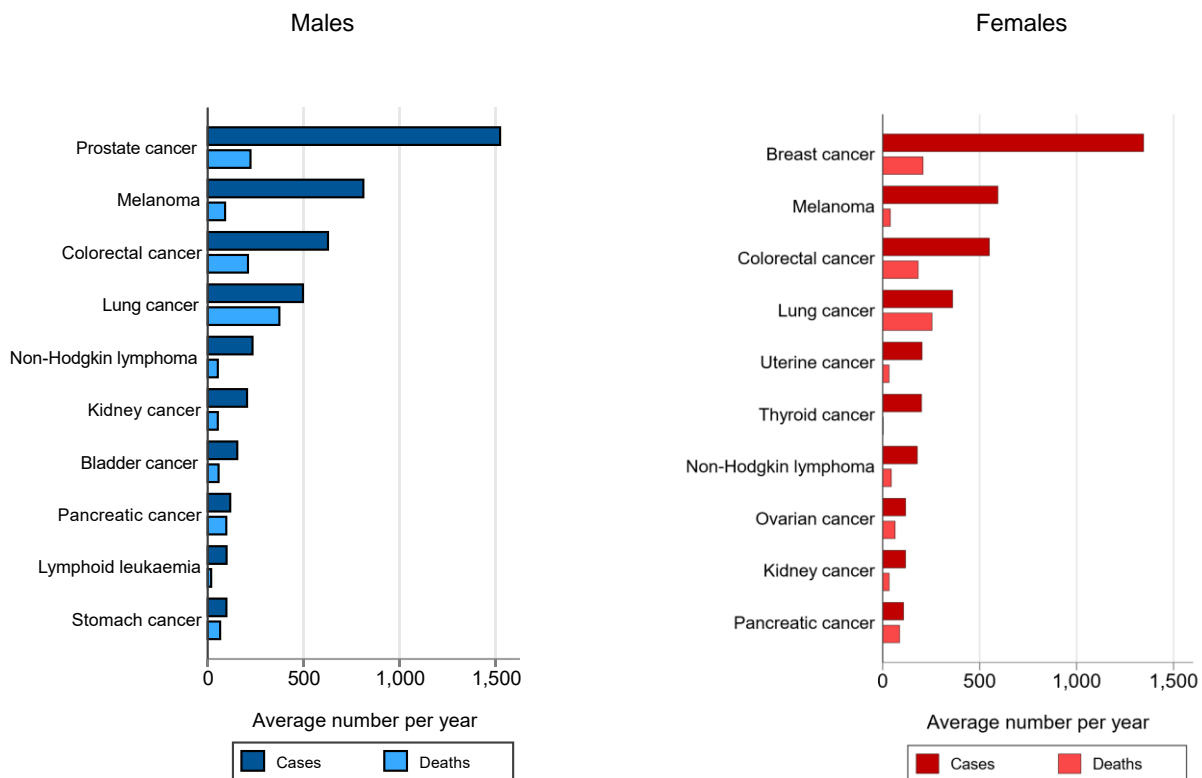 Males
Prostate cancer
Melanoma
Colorectal cancer
Lung cancer
Non-Hodgkin lymphoma
Kidney cancer
Bladder cancer
Pancreatic cancer
Lymphoid leukaemia
Stomach cancer
0 500 1,000 1,500
Average number per year
Cases Deaths
Females
Breast cancer
Melanoma
Colorectal cancer
Lung cancer
Uterine cancer
Thyroid cancer
Non-Hodgkin lymphoma
Ovarian cancer
Kidney cancer
Pancreatic cancer
0 500 1,000 1,500
Average number per year
Cases Deaths